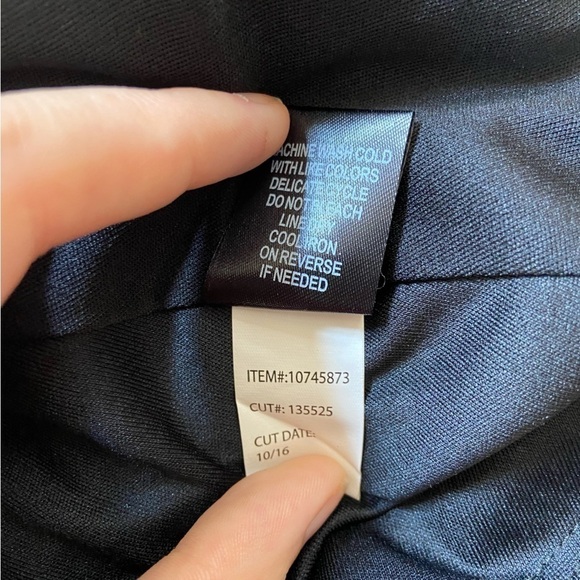 MACHINE WASH COLD
WITH LIKE COLORS
DELICATE CYCLE
DO NOT BLEACH
LINE DRY
COOL IRON
ON REVERSE
IF NEEDED
ITEM#:10745873
CUT#: 135525
CUT DATE:
10/16